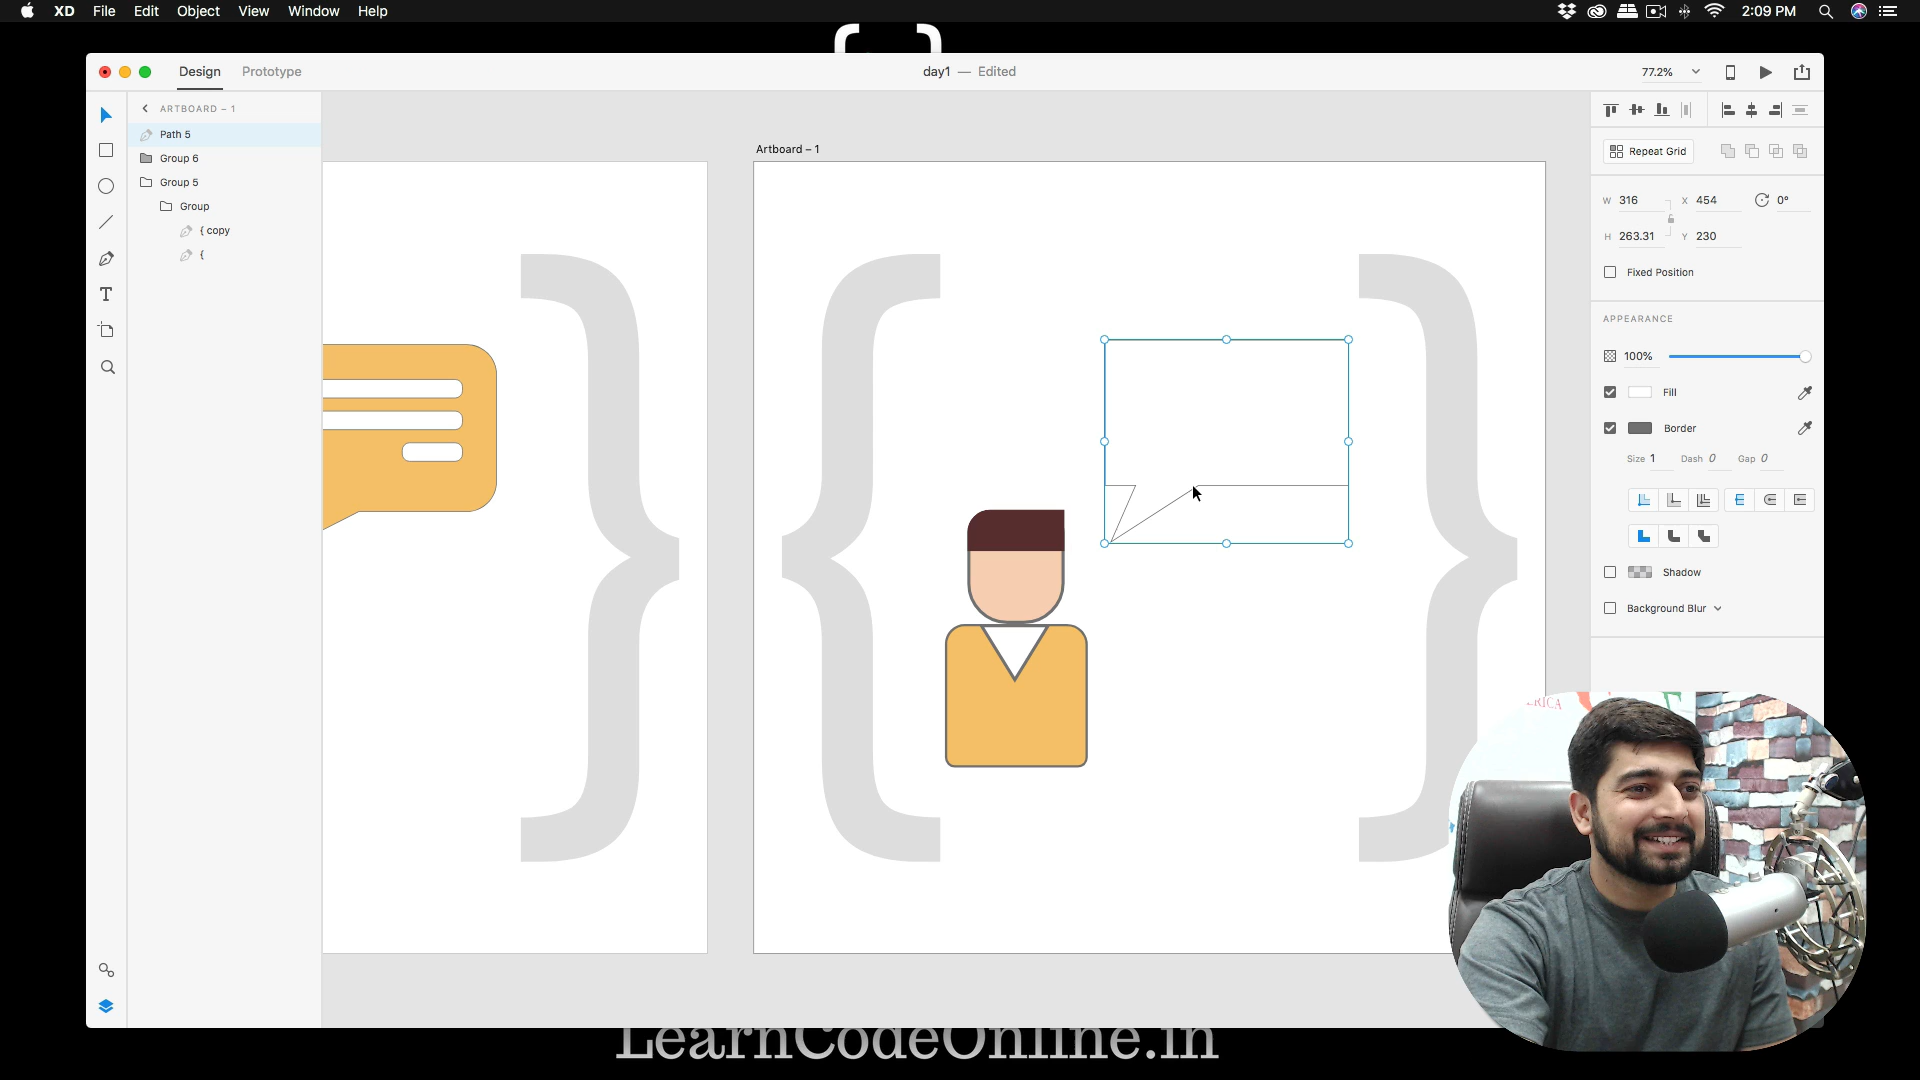 XD File Edit Object View Window Help
2:09 PM
{ }
Design Prototype
day1 — Edited
77.2%
ARTBOARD – 1
Path 5
Group 6
Group 5
Group
{ copy
{
Artboard – 1
{ }
Repeat Grid
W 316 X 454 0°
H 263.31 Y 230
Fixed Position
APPEARANCE
100%
Fill
Border
Size 1 Dash 0 Gap 0
Shadow
Background Blur
ERICA
LearnCodeOnline.in